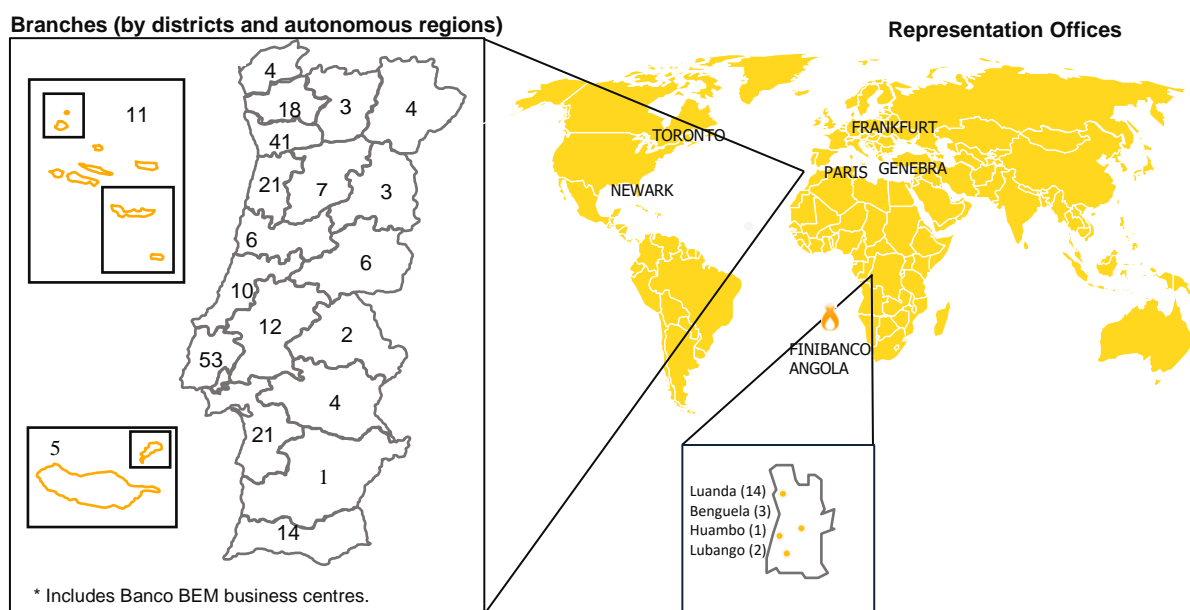 Branches (by districts and autonomous regions)
Representation Offices
4
18
3
4
11
41
21
7
3
6
6
10
12
2
53
4
5
21
1
14
* Includes Banco BEM business centres.
TORONTO
FRANKFURT
PARIS
GENEBRA
NEWARK
FINIBANCO
ANGOLA
Luanda (14)
Benguela (3)
Huambo (1)
Lubango (2)